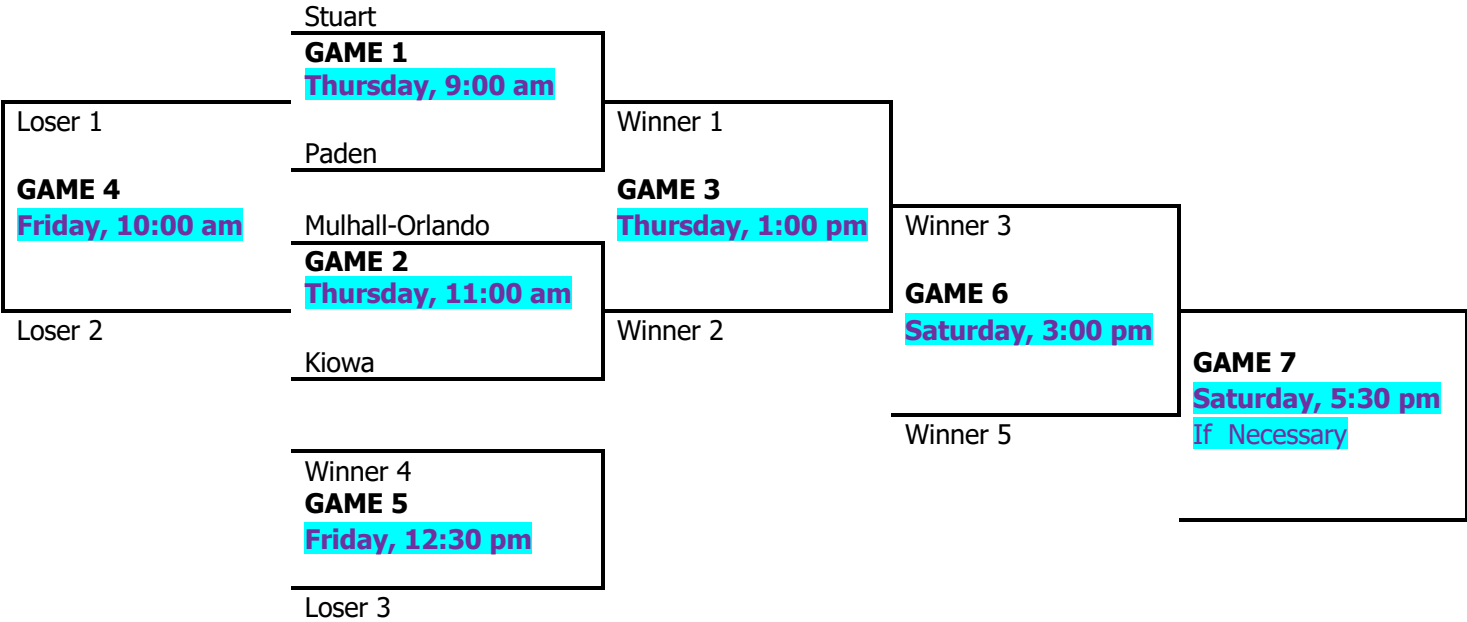 Stuart
GAME 1
Thursday, 9:00 am
Paden
Loser 1
GAME 4
Friday, 10:00 am
Loser 2
Mulhall-Orlando
GAME 2
Thursday, 11:00 am
Kiowa
Winner 1
GAME 3
Thursday, 1:00 pm
Winner 2
Winner 3
GAME 6
Saturday, 3:00 pm
Winner 5
GAME 7
Saturday, 5:30 pm
If Necessary
Winner 4
GAME 5
Friday, 12:30 pm
Loser 3